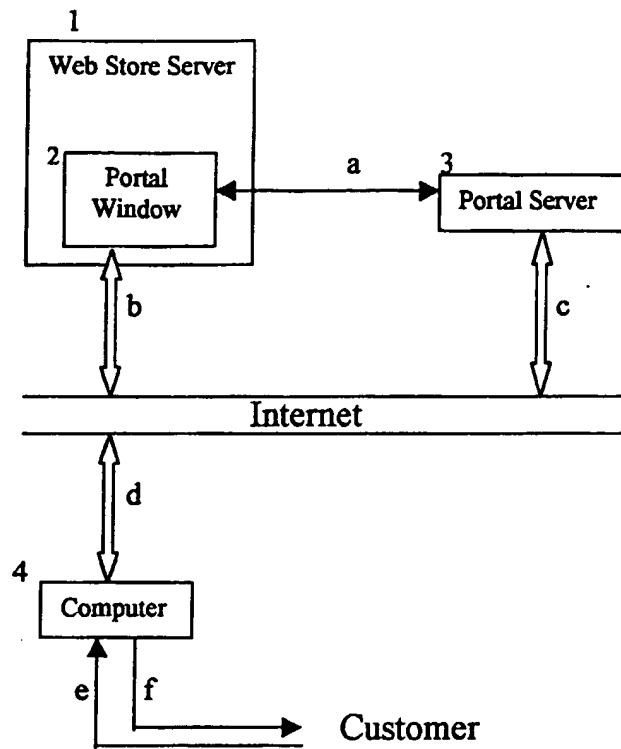 1
Web Store Server
2
Portal
Window
a
3
Portal Server
b
c
Internet
d
4
Computer
e
f
Customer